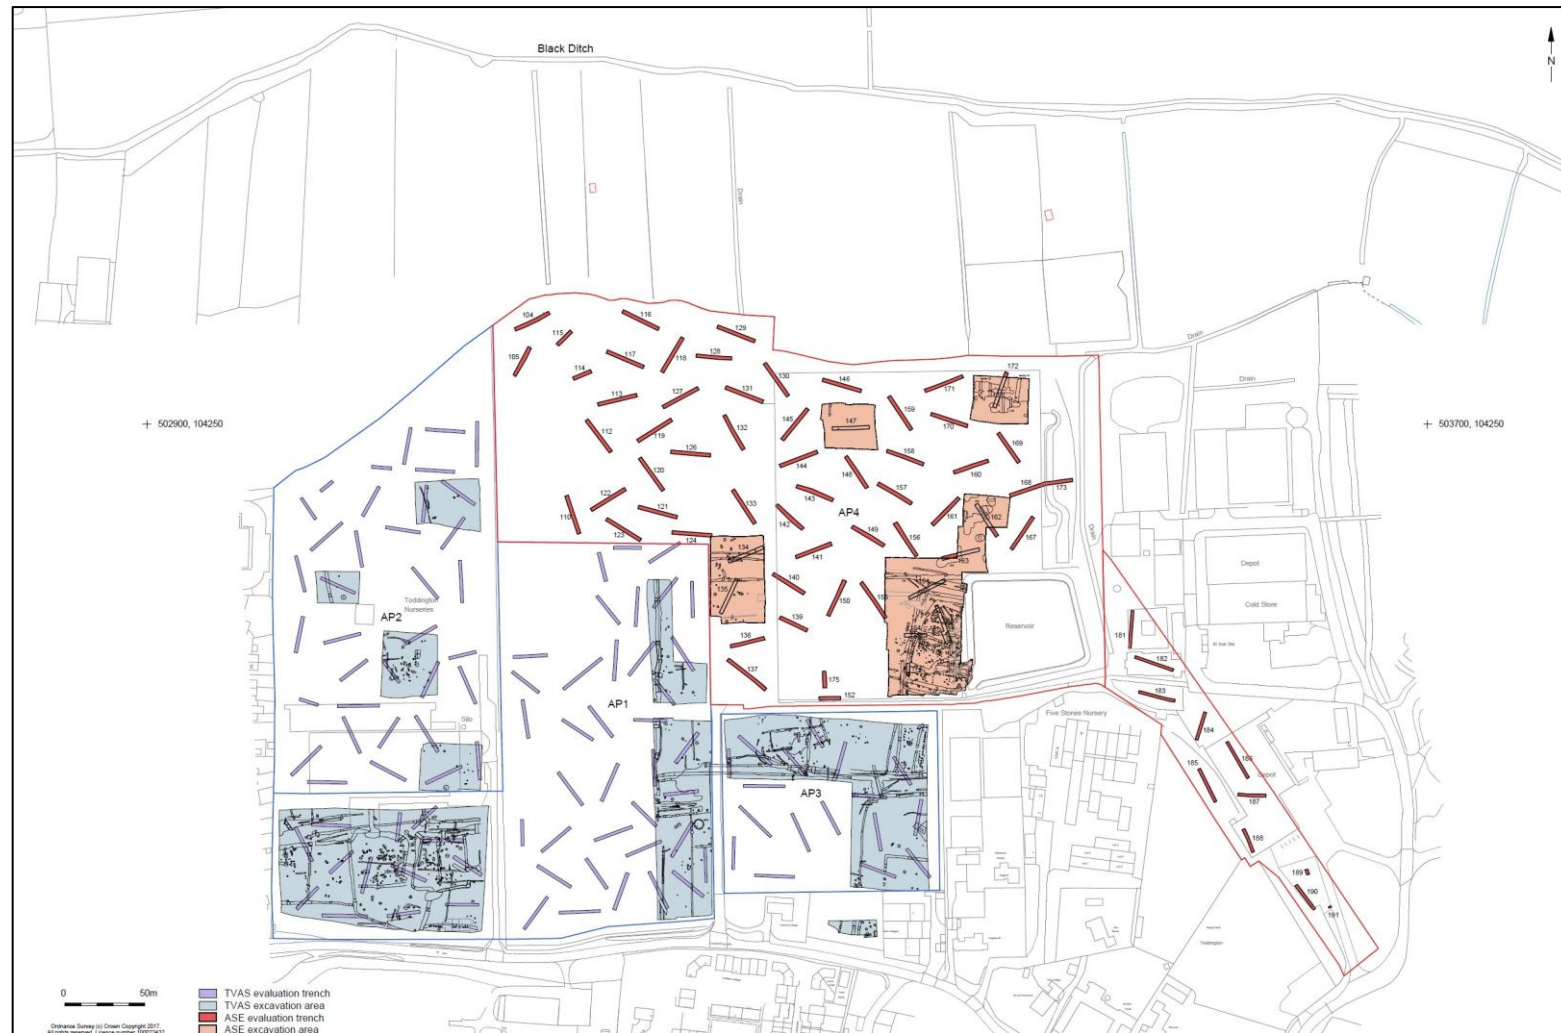 Black Ditch
N
Drain
104
116
115
129
105
117
118
128
114
130
172
113
127
131
146
171
159
147
145
170
112
119
132
126
169
158
144
120
148
160
+ 502900, 104250
+ 503700, 104250
157
168
173
143
122
133
110
121
161
142
AP4
162
149
167
123
124
156
Drain
Drain
Drain
134
141
163
Depot
Toddington
Nurseries
AP2
135
140
150
Reservoir
Cold Store
139
181
136
182
137
175
183
152
AP1
Silo
Five Stones Nursery
184
185
186
Depot
187
AP3
188
189
190
191
Toddington
0
50m
TVAS evaluation trench
TVAS excavation area
ASE evaluation trench
ASE excavation area
Ordnance Survey (c) Crown Copyright 2017.